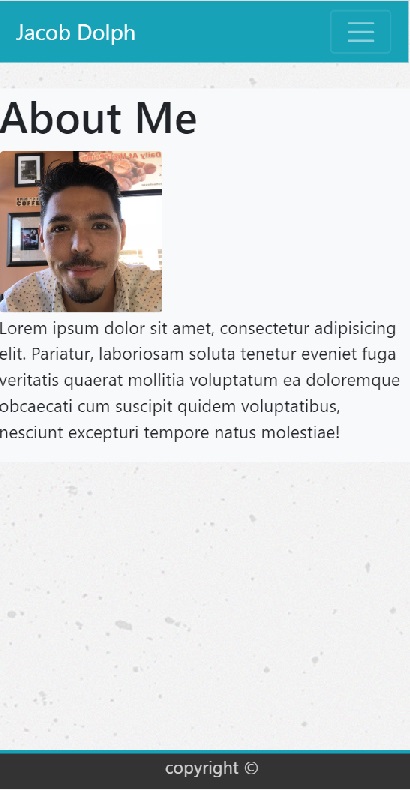 Jacob Dolph
About Me
Lorem ipsum dolor sit amet, consectetur adipisicing
elit. Pariatur, laboriosam soluta tenetur eveniet fuga
veritatis quaerat mollitia voluptatum ea doloremque
obcaecati cum suscipit quidem voluptatibus,
nesciunt excepturi tempore natus molestiae!
copyright ©